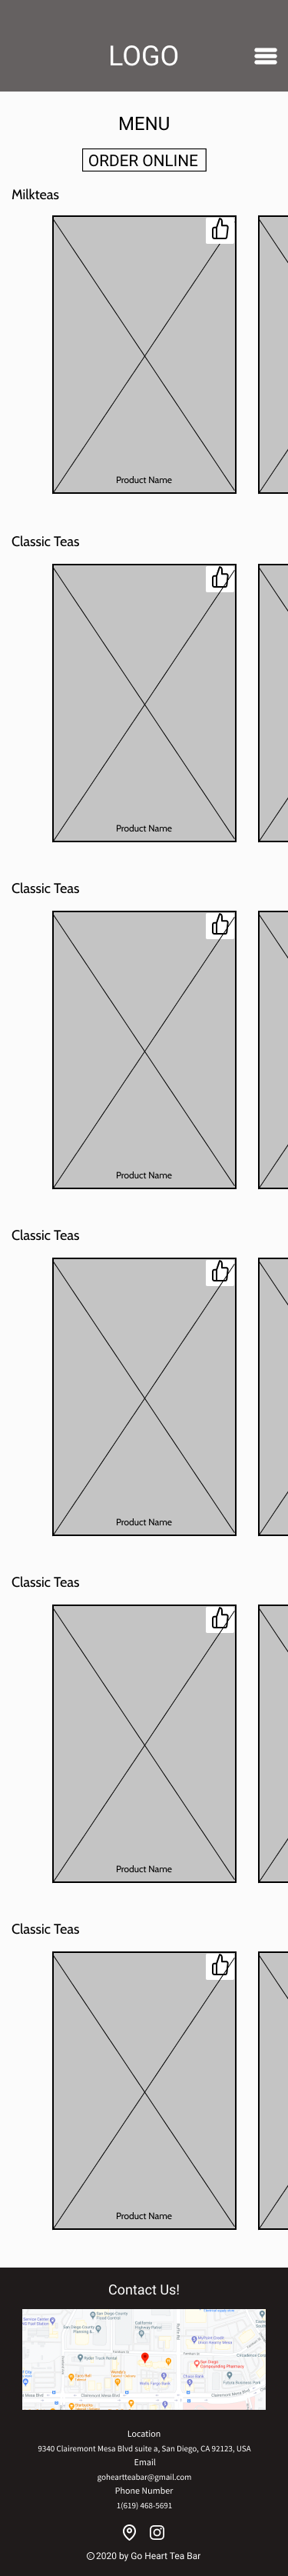 LOGO
MENU
ORDER ONLINE
Milkteas
Product Name
Classic Teas
Product Name
Classic Teas
Product Name
Classic Teas
Product Name
Classic Teas
Product Name
Classic Teas
Product Name
Contact Us!
Location
9340 Clairemont Mesa Blvd suite a, San Diego, CA 92123, USA
Email
goheartteabar@gmail.com
Phone Number
1(619) 468-5691
©2020 by Go Heart Tea Bar